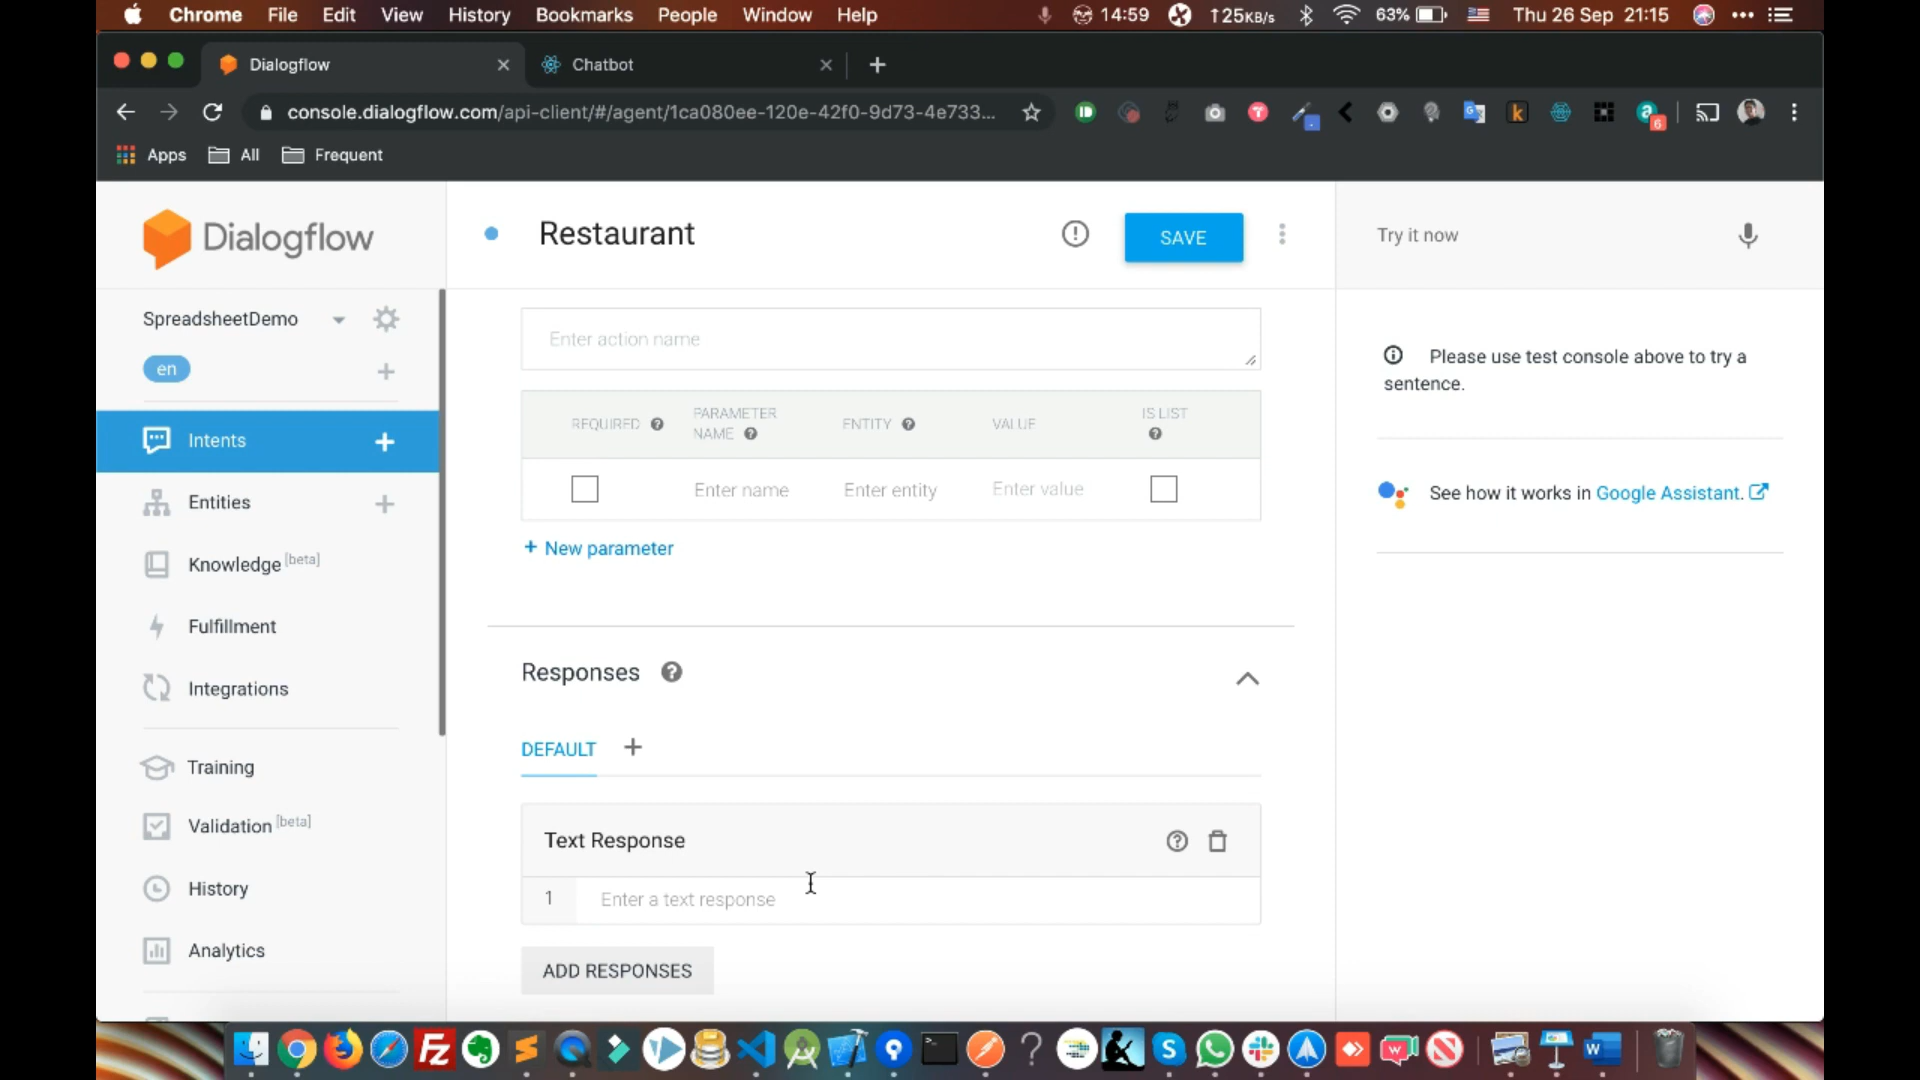 Chrome File Edit View History Bookmarks People Window Help 14:59 ↑25KB/s 63% Thu 26 Sep 21:15
Dialogflow Chatbot
console.dialogflow.com/api-client/#/agent/1ca080ee-120e-42f0-9d73-4e733... 6
Apps All Frequent
Dialogflow
Restaurant
SAVE
Try it now
SpreadsheetDemo
en
Intents
Entities
Knowledge [beta]
Fulfillment
Integrations
Training
Validation [beta]
History
Analytics
Enter action name
REQUIRED PARAMETER NAME ENTITY VALUE IS LIST
Enter name Enter entity Enter value
+ New parameter
Responses
DEFAULT +
Text Response
1 Enter a text response
ADD RESPONSES
Please use test console above to try a
sentence.
See how it works in Google Assistant.